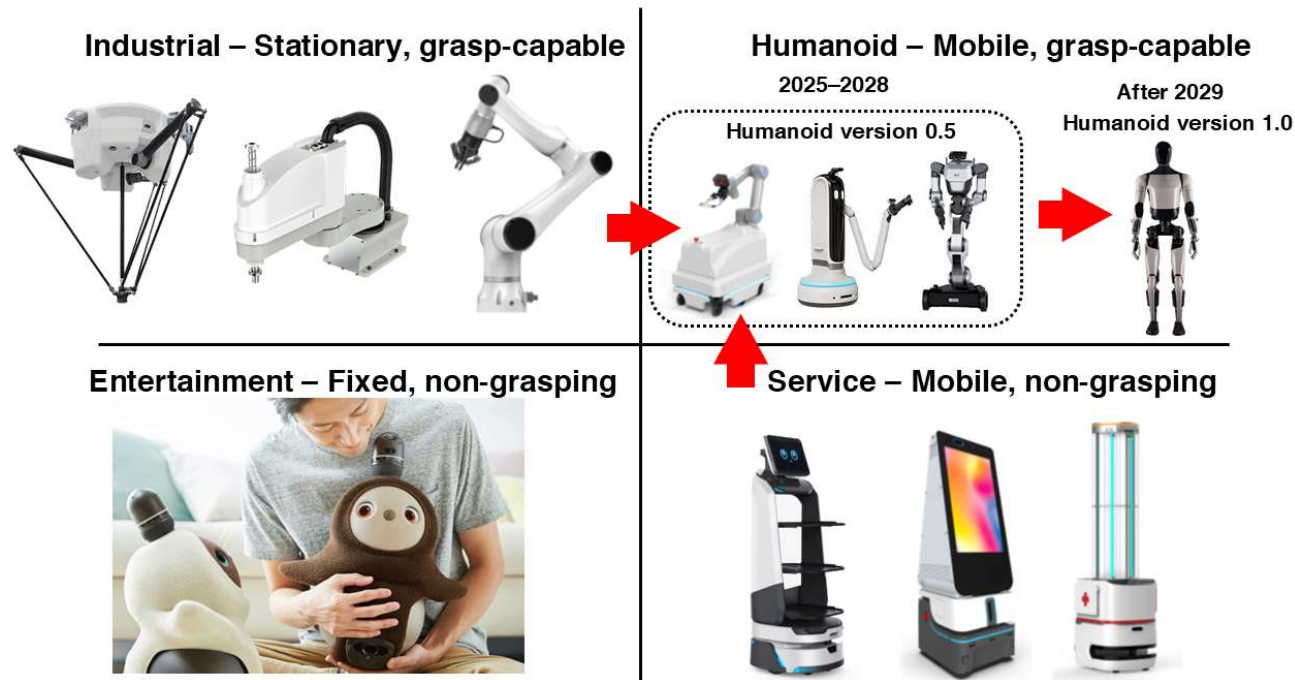 Industrial – Stationary, grasp-capable
Humanoid – Mobile, grasp-capable
2025–2028
Humanoid version 0.5
After 2029
Humanoid version 1.0
Entertainment – Fixed, non-grasping
Service – Mobile, non-grasping